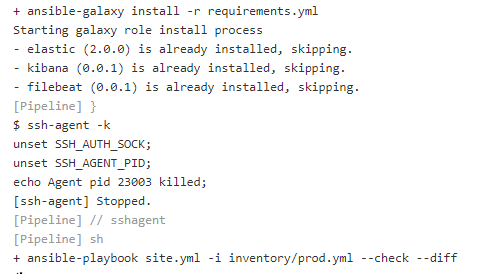 + ansible-galaxy install -r requirements.yml
Starting galaxy role install process
- elastic (2.0.0) is already installed, skipping.
- kibana (0.0.1) is already installed, skipping.
- filebeat (0.0.1) is already installed, skipping.
[Pipeline] }
$ ssh-agent -k
unset SSH_AUTH_SOCK;
unset SSH_AGENT_PID;
echo Agent pid 23003 killed;
[ssh-agent] Stopped.
[Pipeline] // sshagent
[Pipeline] sh
+ ansible-playbook site.yml -i inventory/prod.yml --check --diff